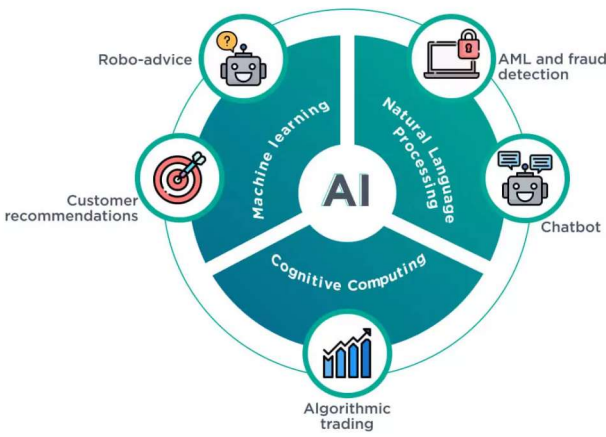 Robo-advice
?
AML and fraud
detection
Machine learning
Natural Language
Processing
AI
Customer
recommendations
Chatbot
Cognitive Computing
Algorithmic
trading